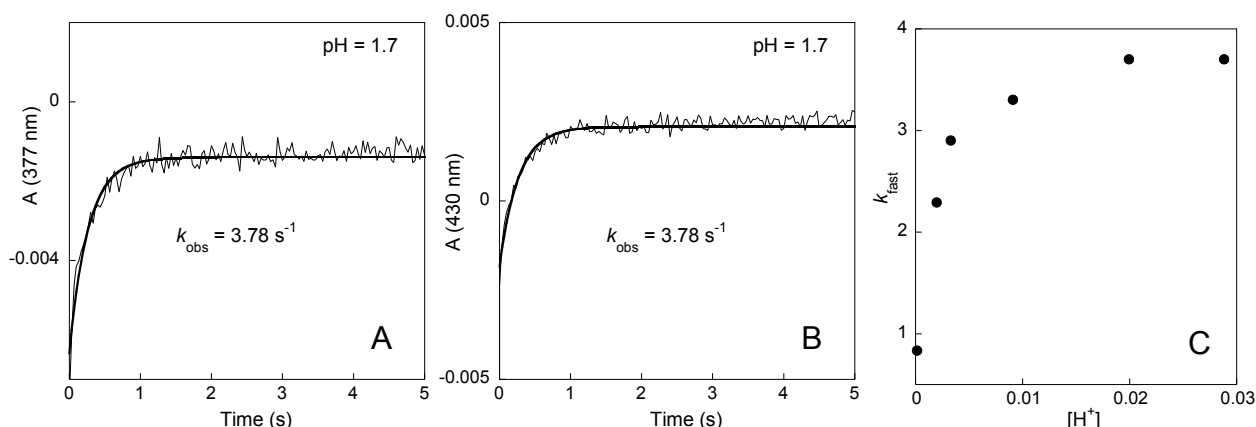 pH = 1.7
0
-0.004
A (377 nm)
k_obs = 3.78 s⁻¹
A
0 1 2 3 4 5
Time (s)
0.005
pH = 1.7
0
-0.005
A (430 nm)
k_obs = 3.78 s⁻¹
B
0 1 2 3 4 5
Time (s)
4
3
2
1
k_fast
C
0 0.01 0.02 0.03
[H⁺]